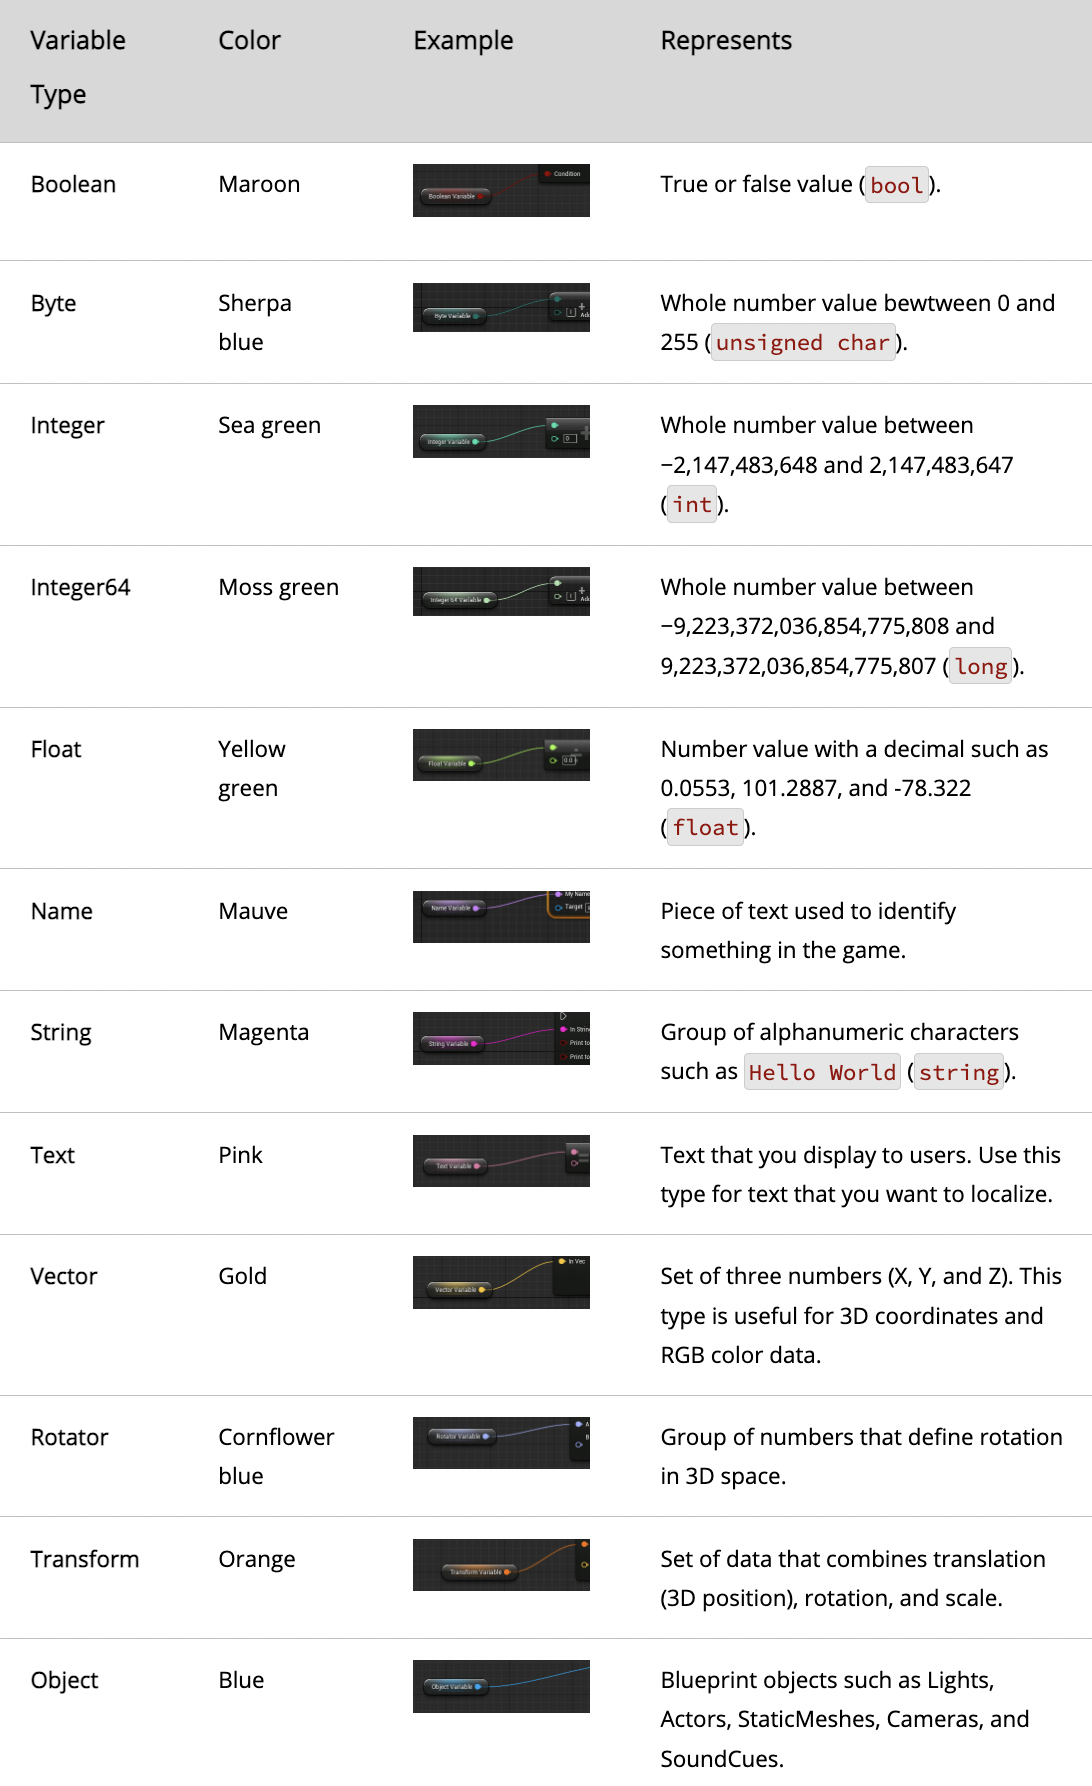 Variable Type
Color
Example
Represents
Boolean
Maroon
Boolean Variable
Condition
True or false value (bool).
Byte
Sherpa
blue
Byte Variable
Whole number value bewtween 0 and
255 (unsigned char).
Integer
Sea green
Integer Variable
0
Whole number value between
−2,147,483,648 and 2,147,483,647
(int).
Integer64
Moss green
Integer 64 Variable
Whole number value between
−9,223,372,036,854,775,808 and
9,223,372,036,854,775,807 (long).
Float
Yellow
green
Float Variable
0.0
Number value with a decimal such as
0.0553, 101.2887, and -78.322
(float).
Name
Mauve
Name Variable
My Name
Target
Piece of text used to identify
something in the game.
String
Magenta
String Variable
In Strin
Print to
Print to
Group of alphanumeric characters
such as Hello World (string).
Text
Pink
Text Variable
Text that you display to users. Use this
type for text that you want to localize.
Vector
Gold
Vector Variable
In Vec
Set of three numbers (X, Y, and Z). This
type is useful for 3D coordinates and
RGB color data.
Rotator
Cornflower
blue
Rotator Variable
Group of numbers that define rotation
in 3D space.
Transform
Orange
Transform Variable
Set of data that combines translation
(3D position), rotation, and scale.
Object
Blue
Object Variable
Blueprint objects such as Lights,
Actors, StaticMeshes, Cameras, and
SoundCues.